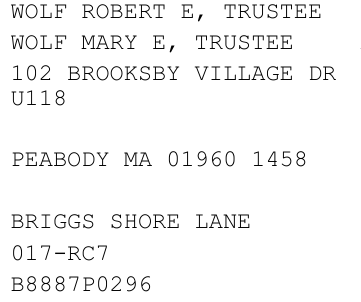 WOLF ROBERT E, TRUSTEE
WOLF MARY E, TRUSTEE
102 BROOKSBY VILLAGE DR
U118
PEABODY MA 01960 1458
BRIGGS SHORE LANE
017-RC7
B8887P0296